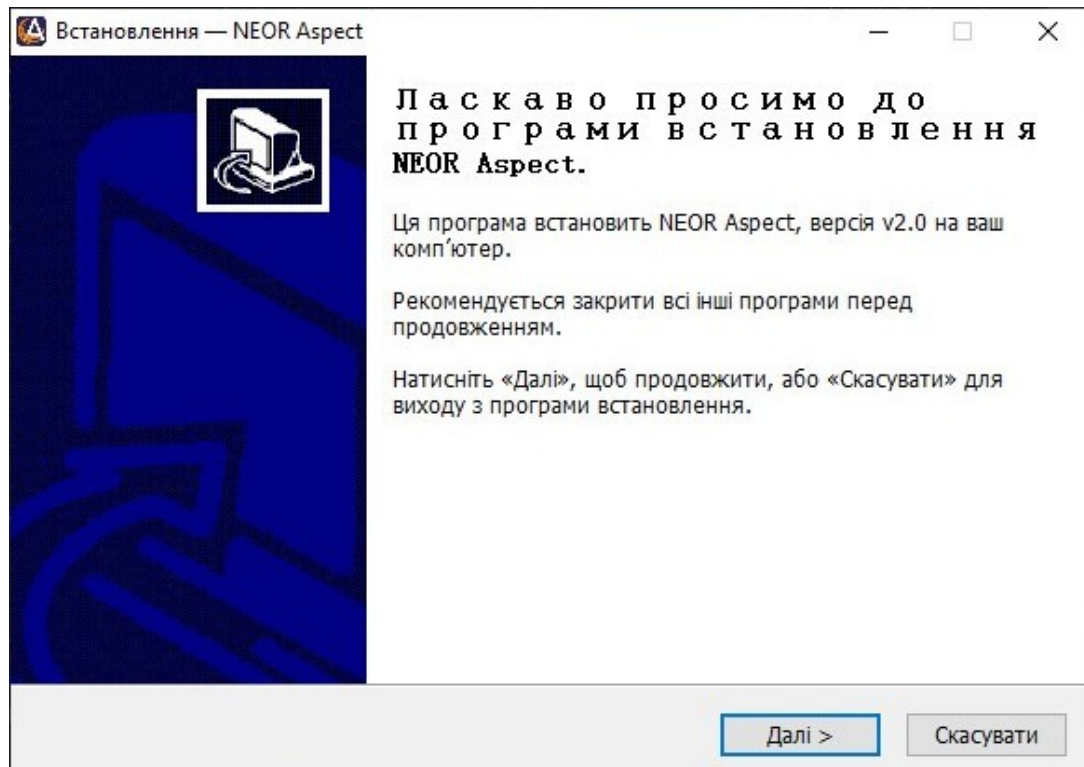 Встановлення — NEOR Aspect
Ласкаво просимо до
програми встановлення
NEOR Aspect.
Ця програма встановить NEOR Aspect, версія v2.0 на ваш
комп’ютер.
Рекомендується закрити всі інші програми перед
продовженням.
Натисніть «Далі», щоб продовжити, або «Скасувати» для
виходу з програми встановлення.
Далі >
Скасувати